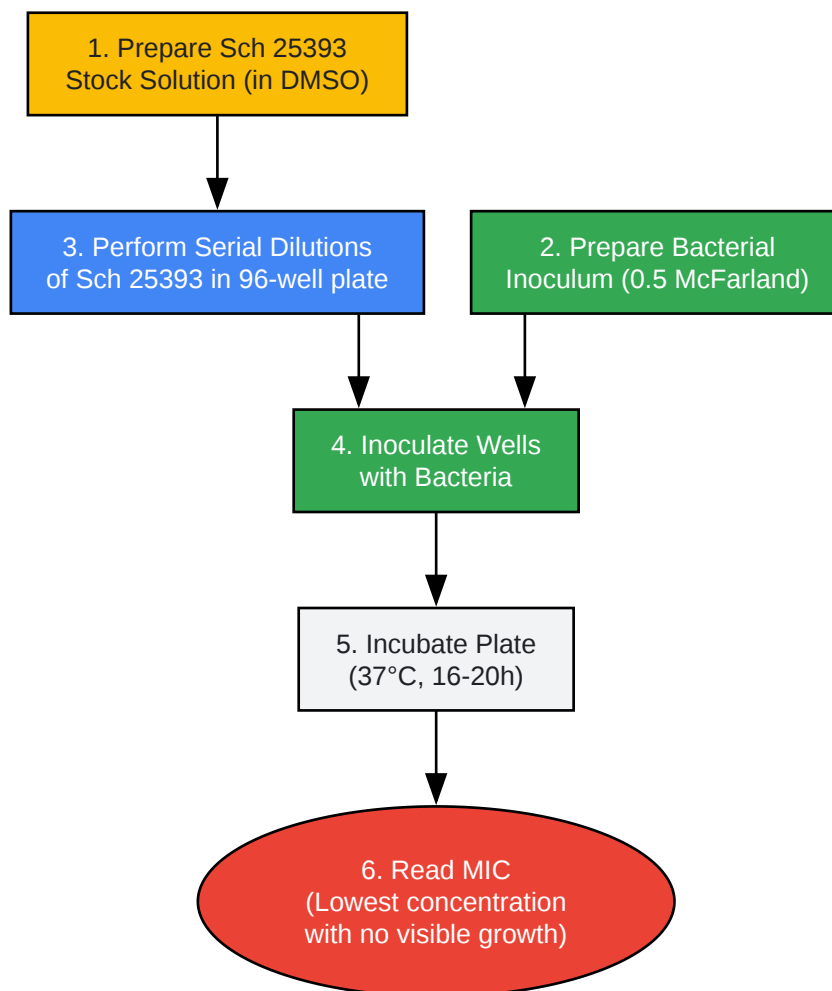 1. Prepare Sch 25393
Stock Solution (in DMSO)
3. Perform Serial Dilutions
of Sch 25393 in 96-well plate
2. Prepare Bacterial
Inoculum (0.5 McFarland)
4. Inoculate Wells
with Bacteria
5. Incubate Plate
(37°C, 16-20h)
6. Read MIC
(Lowest concentration
with no visible growth)